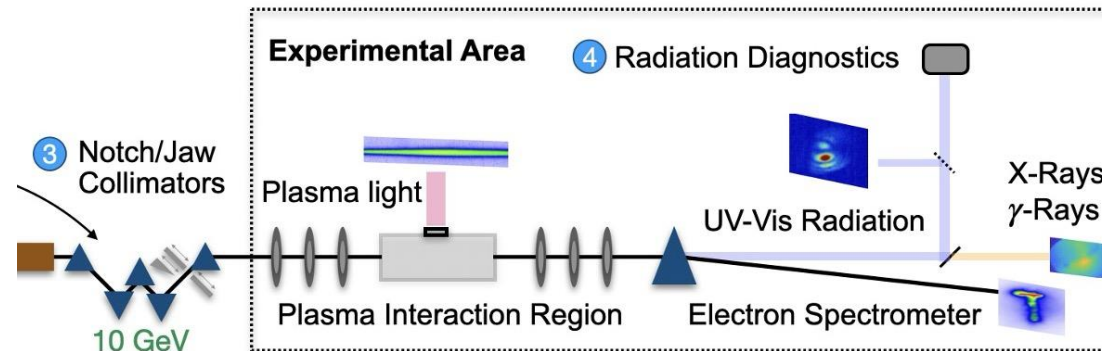 Experimental Area
4 Radiation Diagnostics
3 Notch/Jaw
Collimators
Plasma light
UV-Vis Radiation
X-Rays
γ-Rays
Plasma Interaction Region
Electron Spectrometer
10 GeV